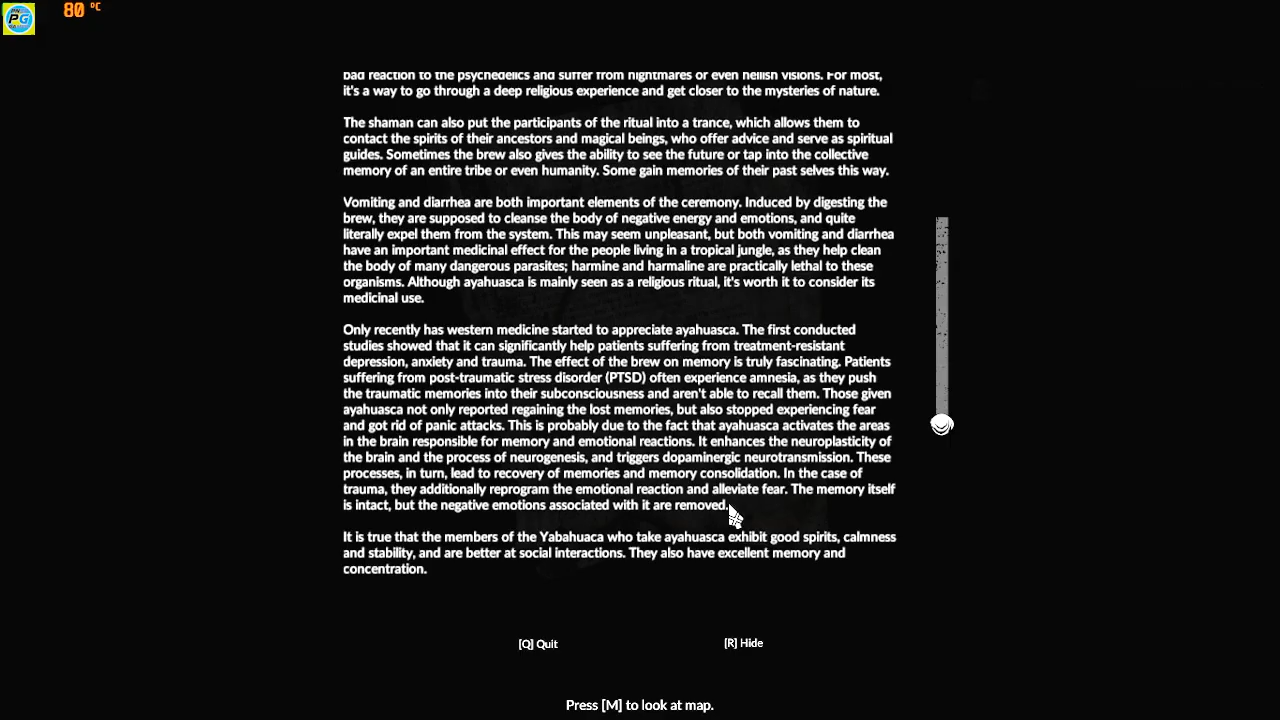 PG
80 °C
bad reaction to the psychedelics and suffer from nightmares or even hellish visions. For most,
it's a way to go through a deep religious experience and get closer to the mysteries of nature.
The shaman can also put the participants of the ritual into a trance, which allows them to
contact the spirits of their ancestors and magical beings, who offer advice and serve as spiritual
guides. Sometimes the brew also gives the ability to see the future or tap into the collective
memory of an entire tribe or even humanity. Some gain memories of their past selves this way.
Vomiting and diarrhea are both important elements of the ceremony. Induced by digesting the
brew, they are supposed to cleanse the body of negative energy and emotions, and quite
literally expel them from the system. This may seem unpleasant, but both vomiting and diarrhea
have an important medicinal effect for the people living in a tropical jungle, as they help clean
the body of many dangerous parasites; harmine and harmaline are practically lethal to these
organisms. Although ayahuasca is mainly seen as a religious ritual, it's worth it to consider its
medicinal use.
Only recently has western medicine started to appreciate ayahuasca. The first conducted
studies showed that it can significantly help patients suffering from treatment-resistant
depression, anxiety and trauma. The effect of the brew on memory is truly fascinating. Patients
suffering from post-traumatic stress disorder (PTSD) often experience amnesia, as they push
the traumatic memories into their subconsciousness and aren't able to recall them. Those given
ayahuasca not only reported regaining the lost memories, but also stopped experiencing fear
and got rid of panic attacks. This is probably due to the fact that ayahuasca activates the areas
in the brain responsible for memory and emotional reactions. It enhances the neuroplasticity of
the brain and the process of neurogenesis, and triggers dopaminergic neurotransmission. These
processes, in turn, lead to recovery of memories and memory consolidation. In the case of
trauma, they additionally reprogram the emotional reaction and alleviate fear. The memory itself
is intact, but the negative emotions associated with it are removed.
It is true that the members of the Yabahuaca who take ayahuasca exhibit good spirits, calmness
and stability, and are better at social interactions. They also have excellent memory and
concentration.
[Q] Quit
[R] Hide
Press [M] to look at map.